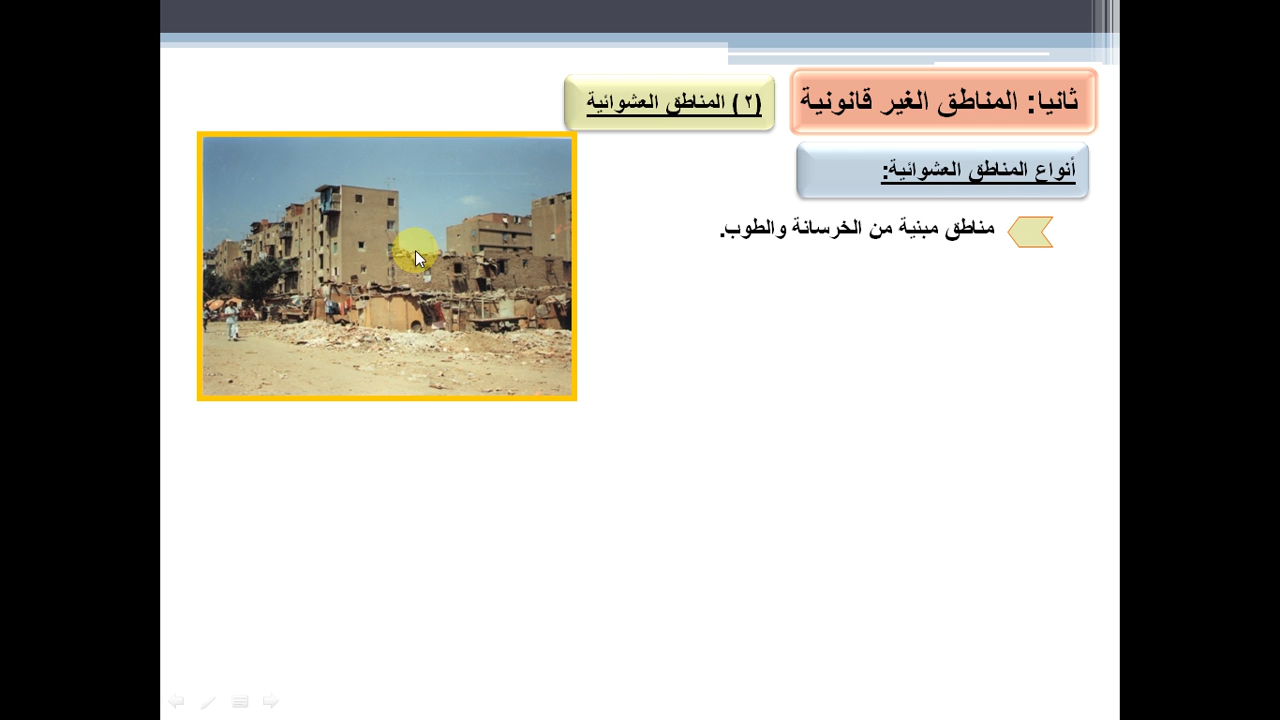 ثانيا: المناطق الغير قانونية
(٢) المناطق العشوائية
أنواع المناطق العشوائية:
مناطق مبنية من الخرسانة والطوب.